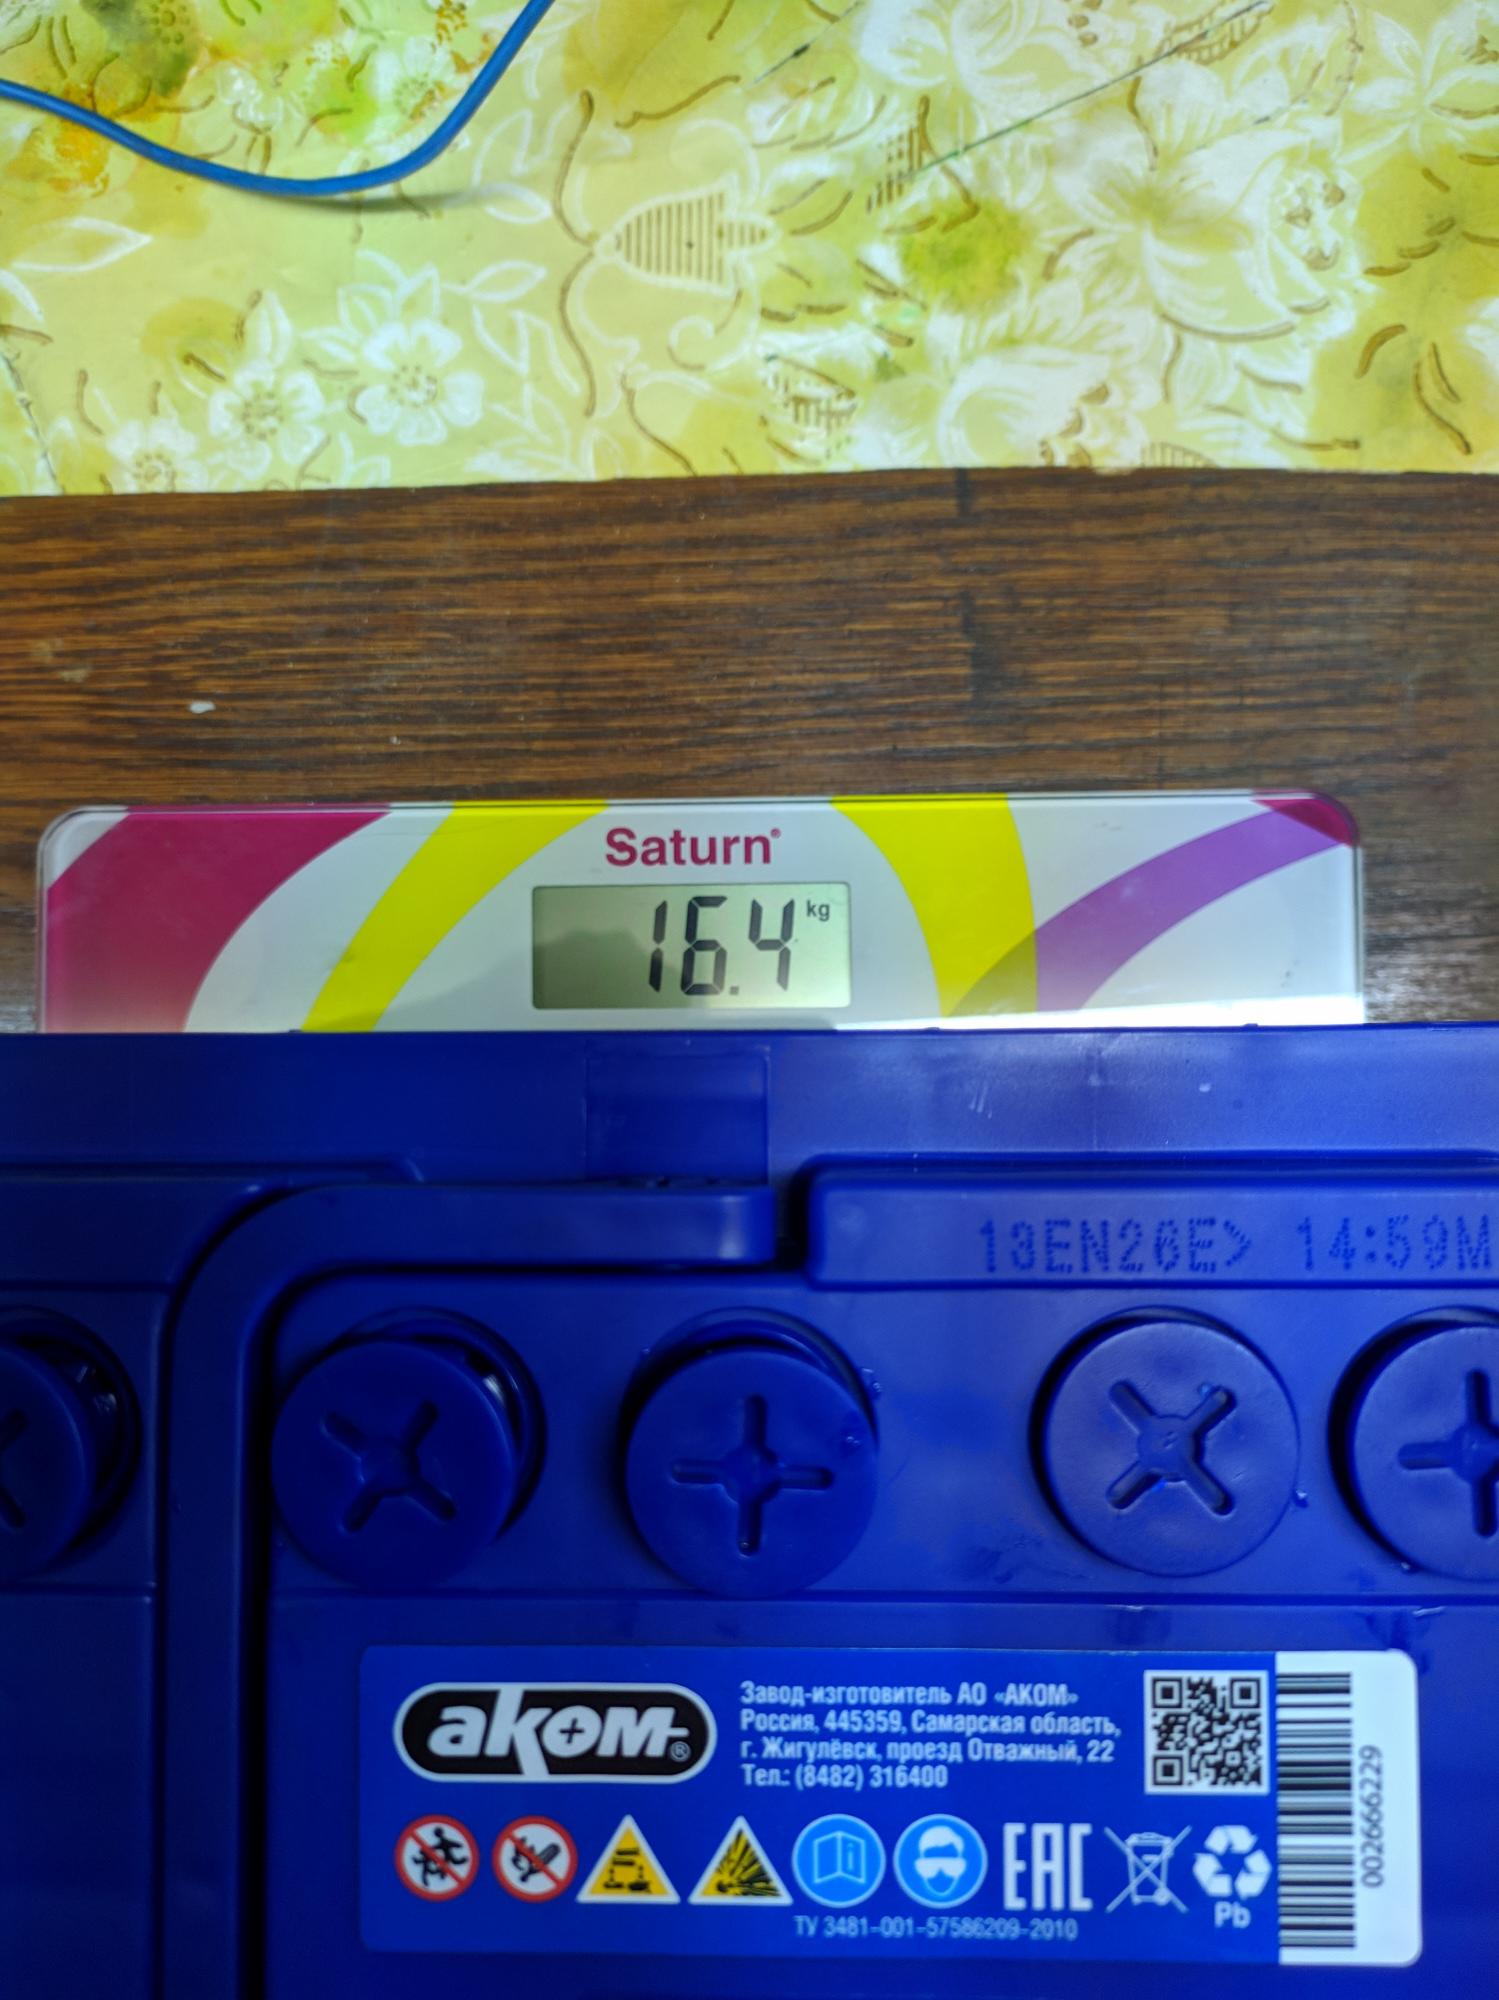 Saturn®
16.4 kg
13EN26E> 14:59M
aком®
Завод-изготовитель АО «АКОМ»
Россия, 445359, Самарская область,
г. Жигулёвск, проезд Отважный, 22
Тел.: (8482) 316400
EAC
Pb
ТУ 3481-001-57586209-2010
002666229